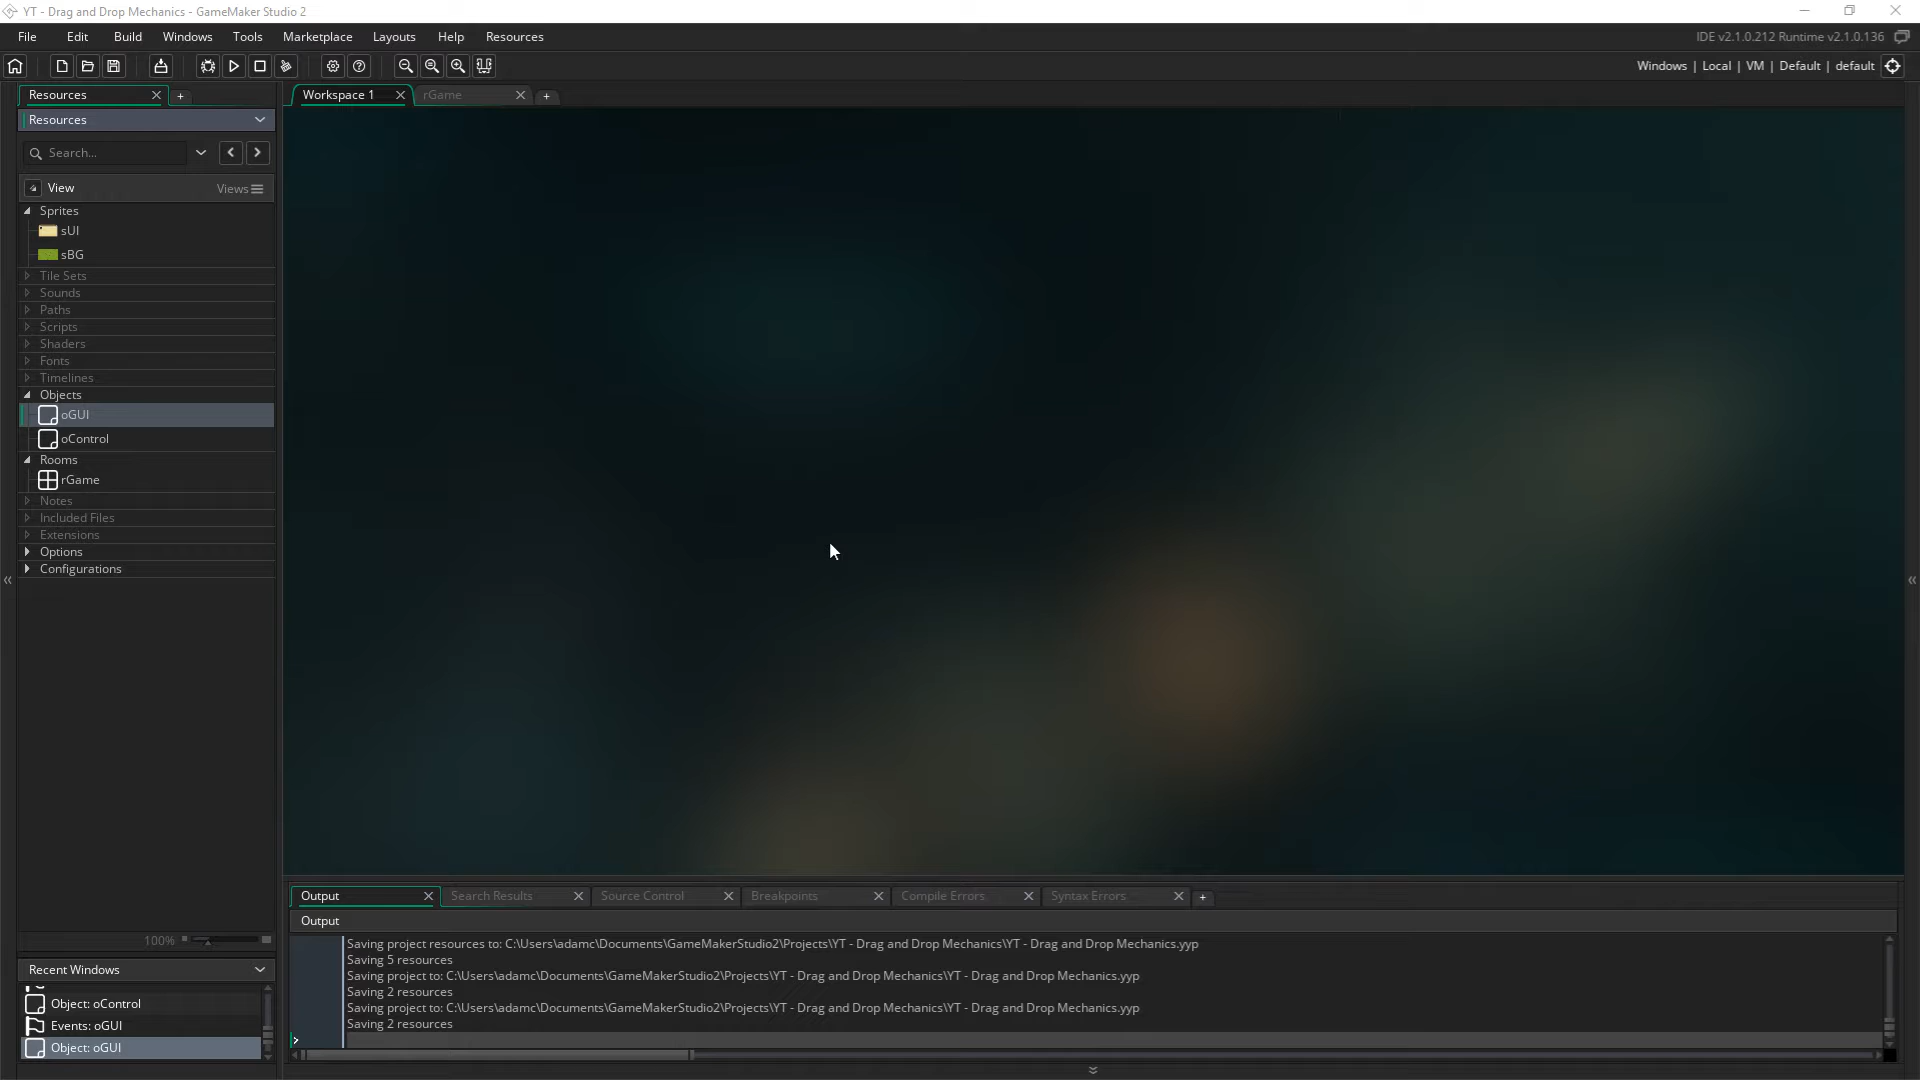 YT - Drag and Drop Mechanics - GameMaker Studio 2
File Edit Build Windows Tools Marketplace Layouts Help Resources
IDE v2.1.0.212 Runtime v2.1.0.136
Windows | Local | VM | Default | default
Resources
Workspace 1
rGame
Resources
Search...
View
Views
Sprites
sUI
sBG
Tile Sets
Sounds
Paths
Scripts
Shaders
Fonts
Timelines
Objects
oGUI
oControl
Rooms
rGame
Notes
Included Files
Extensions
Options
Configurations
100%
Recent Windows
Object: oControl
Events: oGUI
Object: oGUI
Output
Search Results
Source Control
Breakpoints
Compile Errors
Syntax Errors
Output
Saving project resources to: C:\Users\adamc\Documents\GameMakerStudio2\Projects\YT - Drag and Drop Mechanics\YT - Drag and Drop Mechanics.yyp
Saving 5 resources
Saving project to: C:\Users\adamc\Documents\GameMakerStudio2\Projects\YT - Drag and Drop Mechanics\YT - Drag and Drop Mechanics.yyp
Saving 2 resources
Saving project to: C:\Users\adamc\Documents\GameMakerStudio2\Projects\YT - Drag and Drop Mechanics\YT - Drag and Drop Mechanics.yyp
Saving 2 resources